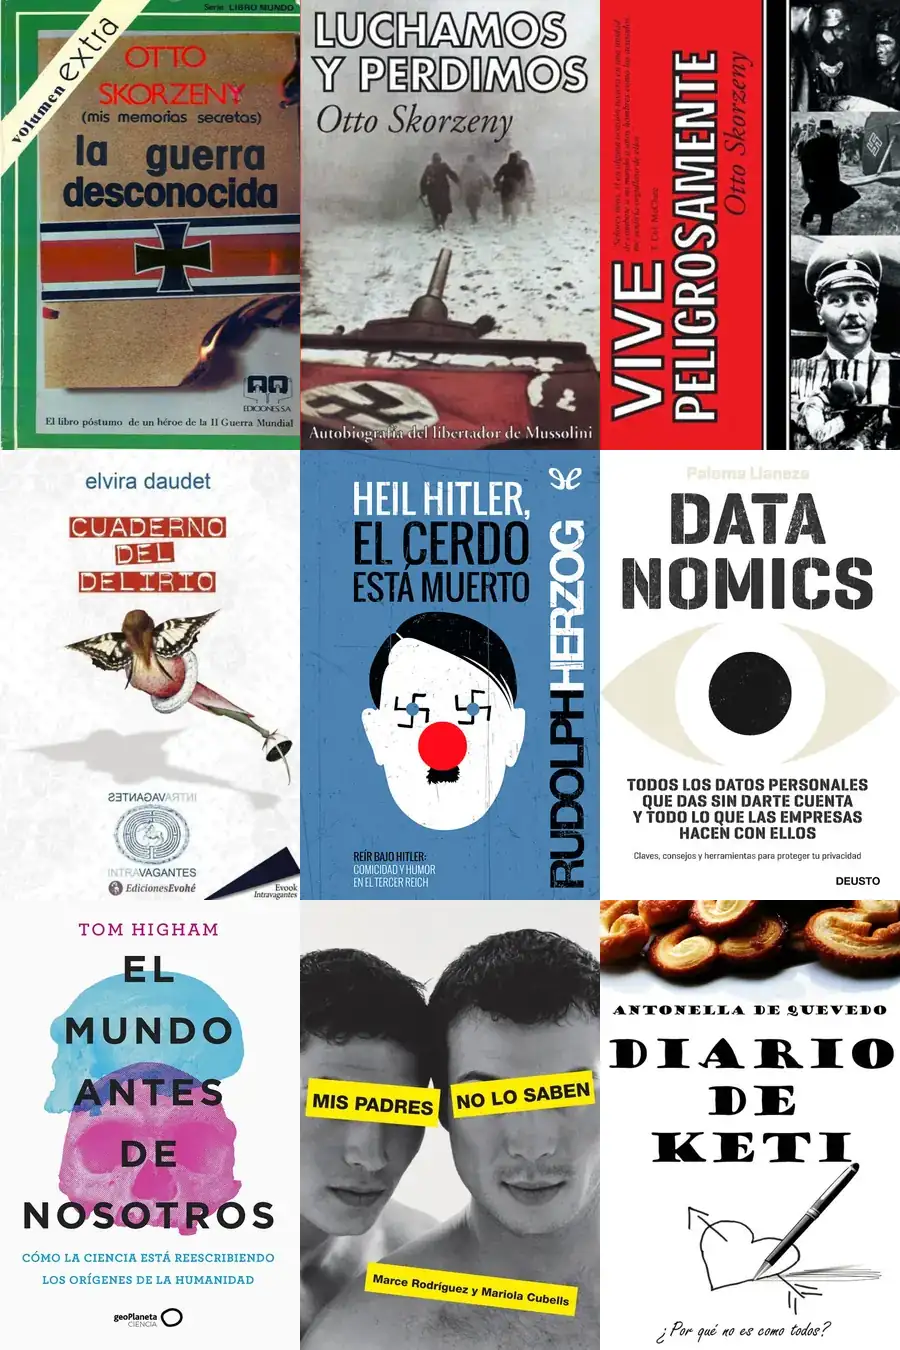 Serie LIBRO MUNDO
volumen extra
OTTO
SKORZENY
(mis memorias secretas)
la guerra
desconocida
EDICIONES,S.A.
El libro póstumo de un héroe de la II Guerra Mundial
LUCHAMOS
Y PERDIMOS
Otto Skorzeny
Autobiografía del libertador de Mussolini
VIVE
PELIGROSAMENTE
Otto Skorzeny
elvira daudet
CUADERNO
DEL
DELIRIO
INTRAVAGANTES
INTRAVAGANTES
EdicionesEvohé
Evook
Intravagantes
HEIL HITLER,
EL CERDO
ESTÁ MUERTO
RUDOLPH HERZOG
REÍR BAJO HITLER:
COMICIDAD Y HUMOR
EN EL TERCER REICH
Paloma Llaneza
DATA
NOMICS
TODOS LOS DATOS PERSONALES
QUE DAS SIN DARTE CUENTA
Y TODO LO QUE LAS EMPRESAS
HACEN CON ELLOS
Claves, consejos y herramientas para proteger tu privacidad
DEUSTO
TOM HIGHAM
EL
MUNDO
ANTES
DE
NOSOTROS
CÓMO LA CIENCIA ESTÁ REESCRIBIENDO
LOS ORÍGENES DE LA HUMANIDAD
geoPlaneta
CIENCIA
MIS PADRES
NO LO SABEN
Marce Rodríguez y Mariola Cubells
ANTONELLA DE QUEVEDO
DIARIO
DE
KETI
¿Por qué no es como todos?